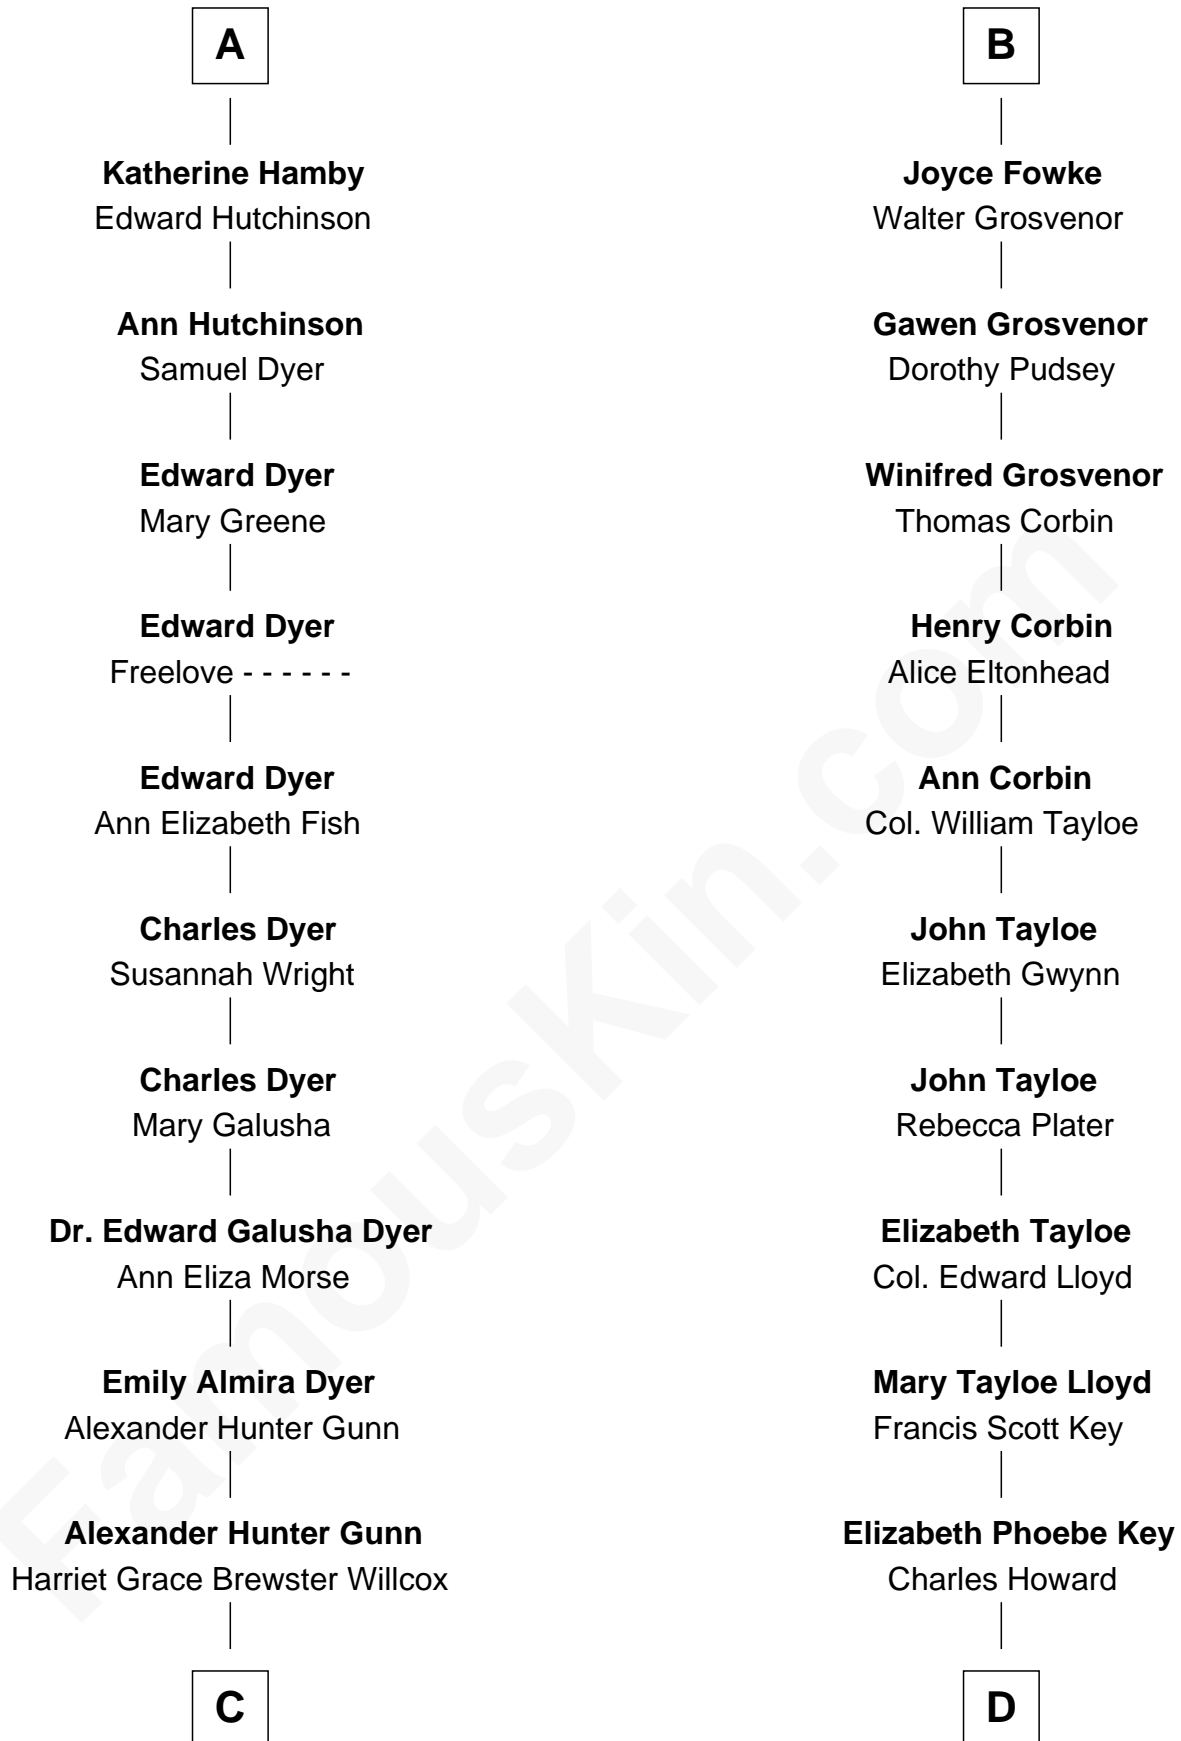 A
Katherine Hamby
Edward Hutchinson
Ann Hutchinson
Samuel Dyer
Edward Dyer
Mary Greene
Edward Dyer
Freelove - - - - - -
Edward Dyer
Ann Elizabeth Fish
Charles Dyer
Susannah Wright
Charles Dyer
Mary Galusha
Dr. Edward Galusha Dyer
Ann Eliza Morse
Emily Almira Dyer
Alexander Hunter Gunn
Alexander Hunter Gunn
Harriet Grace Brewster Willcox
C
B
Joyce Fowke
Walter Grosvenor
Gawen Grosvenor
Dorothy Pudsey
Winifred Grosvenor
Thomas Corbin
Henry Corbin
Alice Eltonhead
Ann Corbin
Col. William Tayloe
John Tayloe
Elizabeth Gwynn
John Tayloe
Rebecca Plater
Elizabeth Tayloe
Col. Edward Lloyd
Mary Tayloe Lloyd
Francis Scott Key
Elizabeth Phoebe Key
Charles Howard
D
FamousKin.com